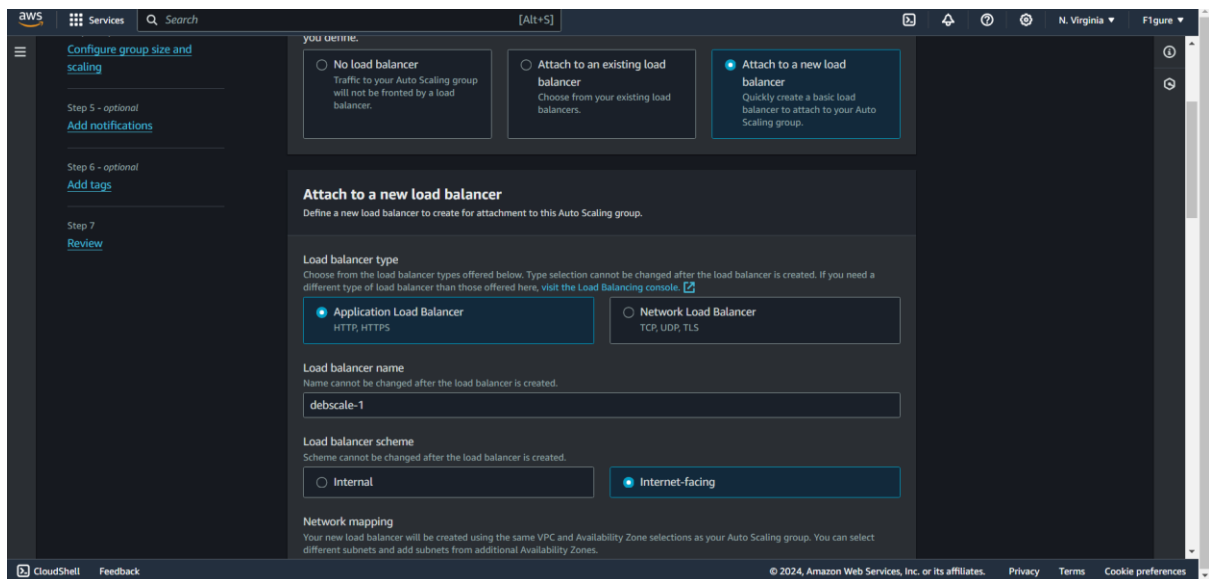 aws
Services
Search
[Alt+S]
N. Virginia
F1gure
Configure group size and
scaling
Step 5 - optional
Add notifications
Step 6 - optional
Add tags
Step 7
Review
you define.
No load balancer
Traffic to your Auto Scaling group
will not be fronted by a load
balancer.
Attach to an existing load
balancer
Choose from your existing load
balancers.
Attach to a new load
balancer
Quickly create a basic load
balancer to attach to your Auto
Scaling group.
Attach to a new load balancer
Define a new load balancer to create for attachment to this Auto Scaling group.
Load balancer type
Choose from the load balancer types offered below. Type selection cannot be changed after the load balancer is created. If you need a
different type of load balancer than those offered here, visit the Load Balancing console.
Application Load Balancer
HTTP, HTTPS
Network Load Balancer
TCP, UDP, TLS
Load balancer name
Name cannot be changed after the load balancer is created.
debscale-1
Load balancer scheme
Scheme cannot be changed after the load balancer is created.
Internal
Internet-facing
Network mapping
Your new load balancer will be created using the same VPC and Availability Zone selections as your Auto Scaling group. You can select
different subnets and add subnets from additional Availability Zones.
CloudShell
Feedback
© 2024, Amazon Web Services, Inc. or its affiliates.
Privacy
Terms
Cookie preferences